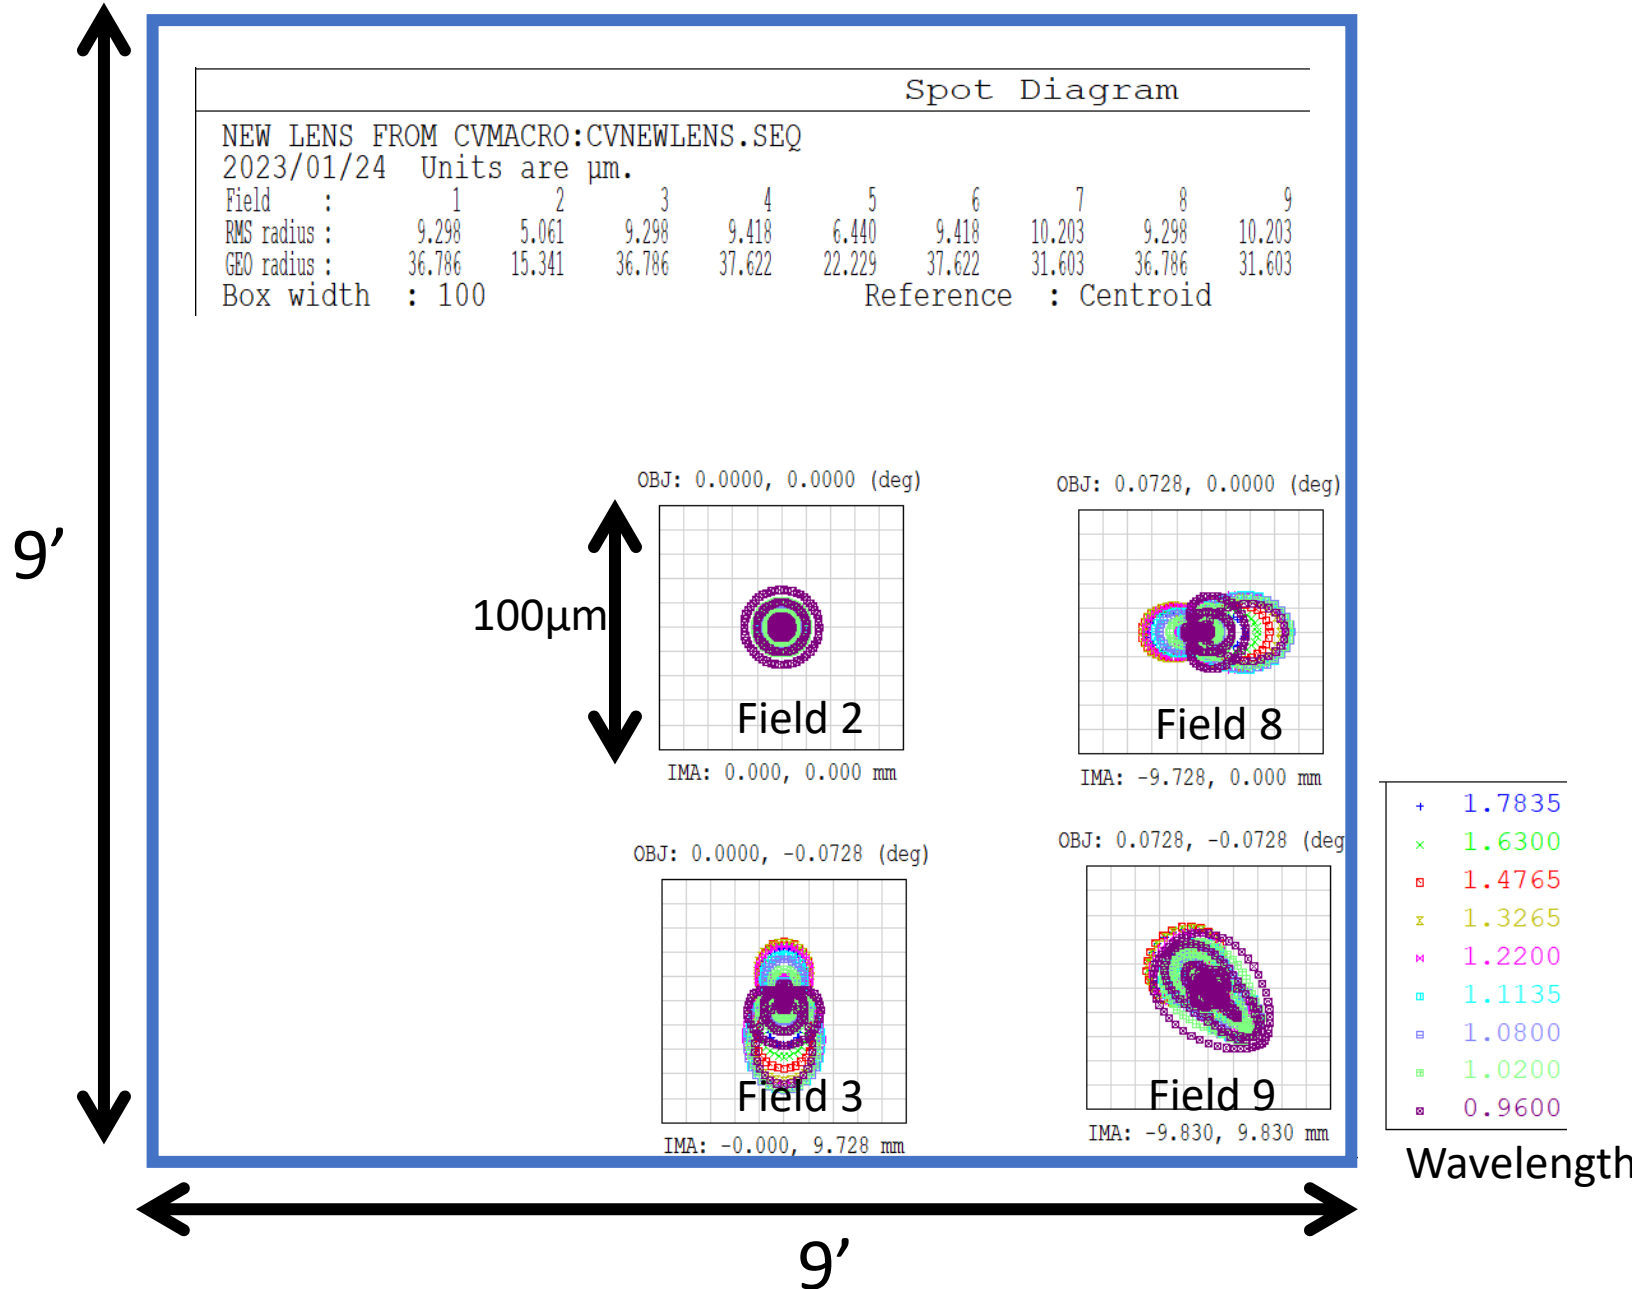 Spot Diagram
NEW LENS FROM CVMACRO:CVNEWLENS.SEQ
2023/01/24 Units are µm.
Field : 1 2 3 4 5 6 7 8 9
RMS radius : 9.298 5.061 9.298 9.418 6.440 9.418 10.203 9.298 10.203
GEO radius : 36.786 15.341 36.786 37.622 22.229 37.622 31.603 36.786 31.603
Box width : 100 Reference : Centroid
9’
100µm
OBJ: 0.0000, 0.0000 (deg)
Field 2
IMA: 0.000, 0.000 mm
OBJ: 0.0728, 0.0000 (deg)
Field 8
IMA: -9.728, 0.000 mm
OBJ: 0.0000, -0.0728 (deg)
Field 3
IMA: -0.000, 9.728 mm
OBJ: 0.0728, -0.0728 (deg
Field 9
IMA: -9.830, 9.830 mm
1.7835
1.6300
1.4765
1.3265
1.2200
1.1135
1.0800
1.0200
0.9600
Wavelength
9’